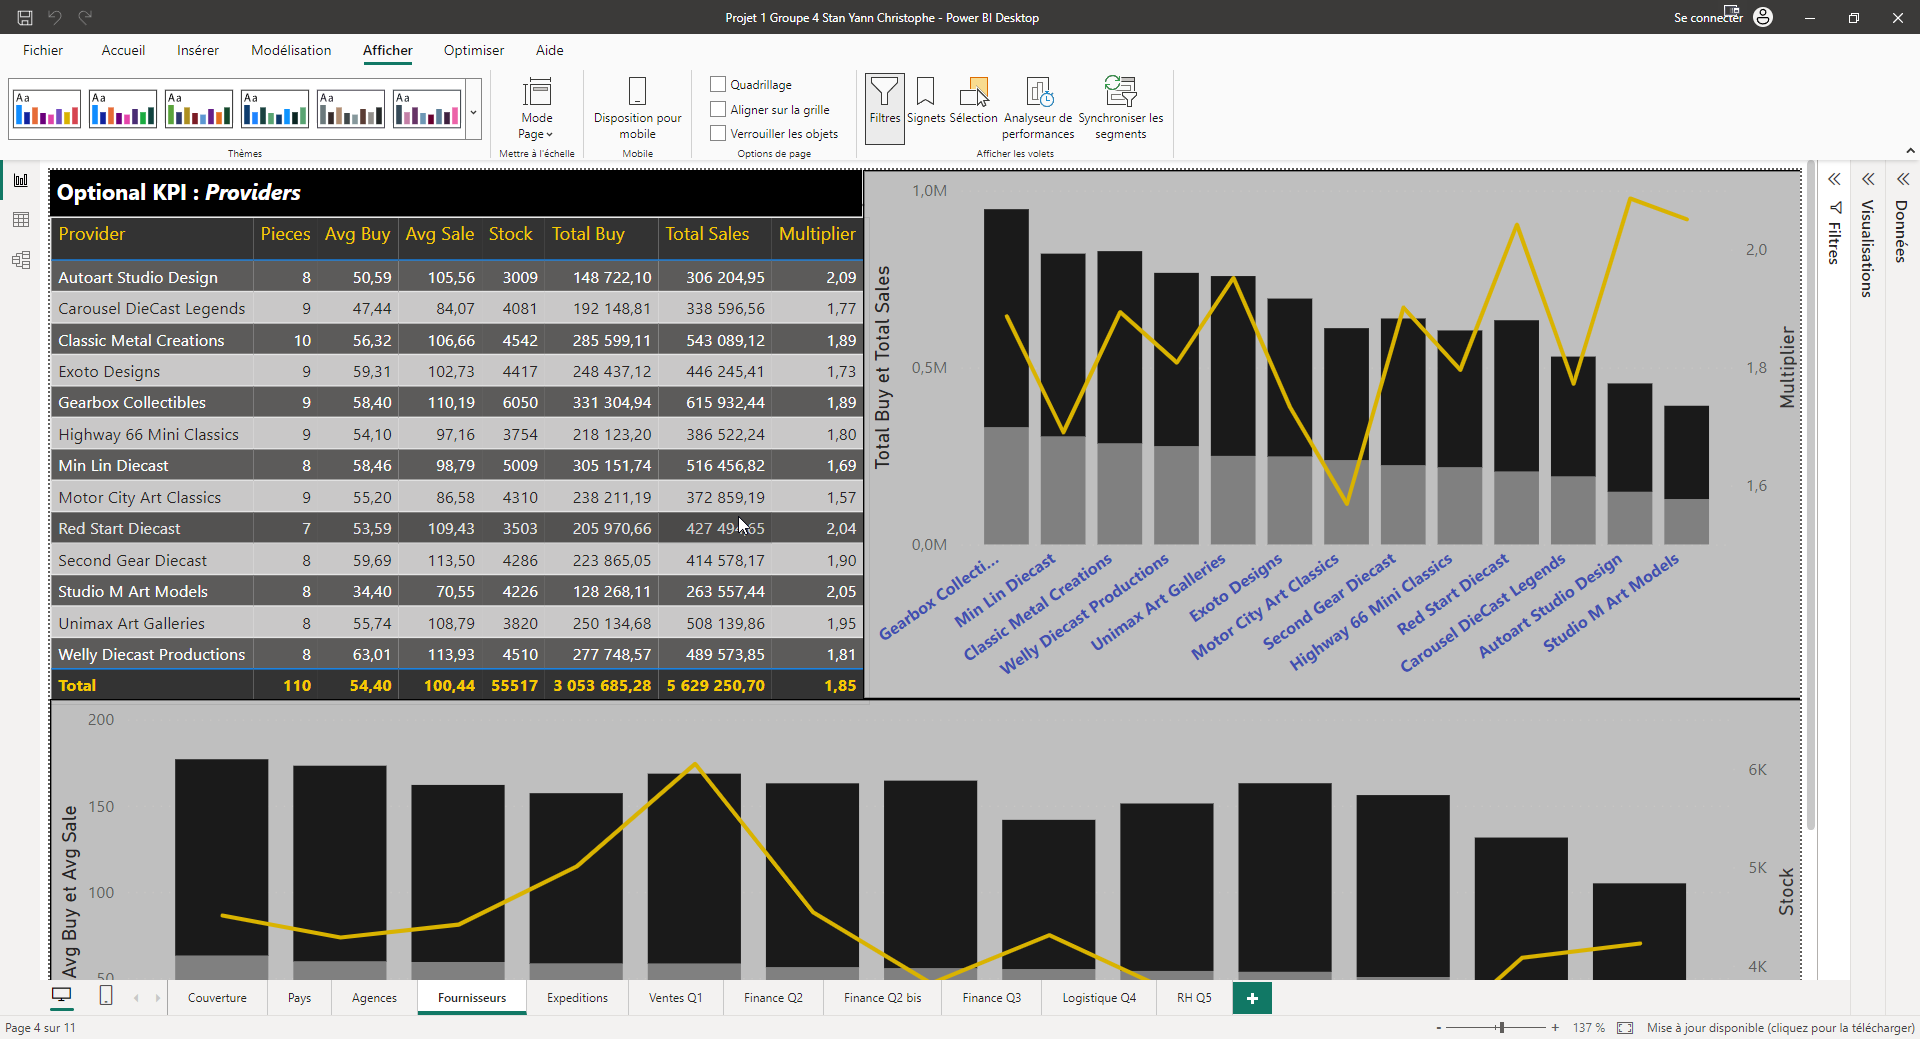 Projet 1 Groupe 4 Stan Yann Christophe - Power BI Desktop
Se connecter
Fichier Accueil Insérer Modélisation Afficher Optimiser Aide
Aa Aa Aa Aa Aa Aa
Thèmes
Mode Page
Mettre à l'échelle
Disposition pour mobile
Mobile
Quadrillage
Aligner sur la grille
Verrouiller les objets
Options de page
Filtres
Signets
Sélection
Analyseur de performances
Synchroniser les segments
Afficher les volets
Optional KPI : Providers
Provider Pieces Avg Buy Avg Sale Stock Total Buy Total Sales Multiplier
Autoart Studio Design 8 50,59 105,56 3009 148 722,10 306 204,95 2,09
Carousel DieCast Legends 9 47,44 84,07 4081 192 148,81 338 596,56 1,77
Classic Metal Creations 10 56,32 106,66 4542 285 599,11 543 089,12 1,89
Exoto Designs 9 59,31 102,73 4417 248 437,12 446 245,41 1,73
Gearbox Collectibles 9 58,40 110,19 6050 331 304,94 615 932,44 1,89
Highway 66 Mini Classics 9 54,10 97,16 3754 218 123,20 386 522,24 1,80
Min Lin Diecast 8 58,46 98,79 5009 305 151,74 516 456,82 1,69
Motor City Art Classics 9 55,20 86,58 4310 238 211,19 372 859,19 1,57
Red Start Diecast 7 53,59 109,43 3503 205 970,66 2,04
Second Gear Diecast 8 59,69 113,50 4286 223 865,05 414 578,17 1,90
Studio M Art Models 8 34,40 70,55 4226 128 268,11 263 557,44 2,05
Unimax Art Galleries 8 55,74 108,79 3820 250 134,68 508 139,86 1,95
Welly Diecast Productions 8 63,01 113,93 4510 277 748,57 489 573,85 1,81
Total 110 54,40 100,44 55517 3 053 685,28 5 629 250,70 1,85
Total Buy et Total Sales
1,0M
0,5M
0,0M
2,0
1,8
1,6
Multiplier
Gearbox Collecti...
Min Lin Diecast
Classic Metal Creations
Welly Diecast Productions
Unimax Art Galleries
Exoto Designs
Motor City Art Classics
Second Gear Diecast
Highway 66 Mini Classics
Red Start Diecast
Carousel DieCast Legends
Autoart Studio Design
Studio M Art Models
Filtres
Visualisations
Données
Avg Buy et Avg Sale
200
150
100
50
6K
5K
4K
Stock
Couverture Pays Agences Fournisseurs Expeditions Ventes Q1 Finance Q2 Finance Q2 bis Finance Q3 Logistique Q4 RH Q5 +
Page 4 sur 11
- + 137 % Mise à jour disponible (cliquez pour la télécharger)